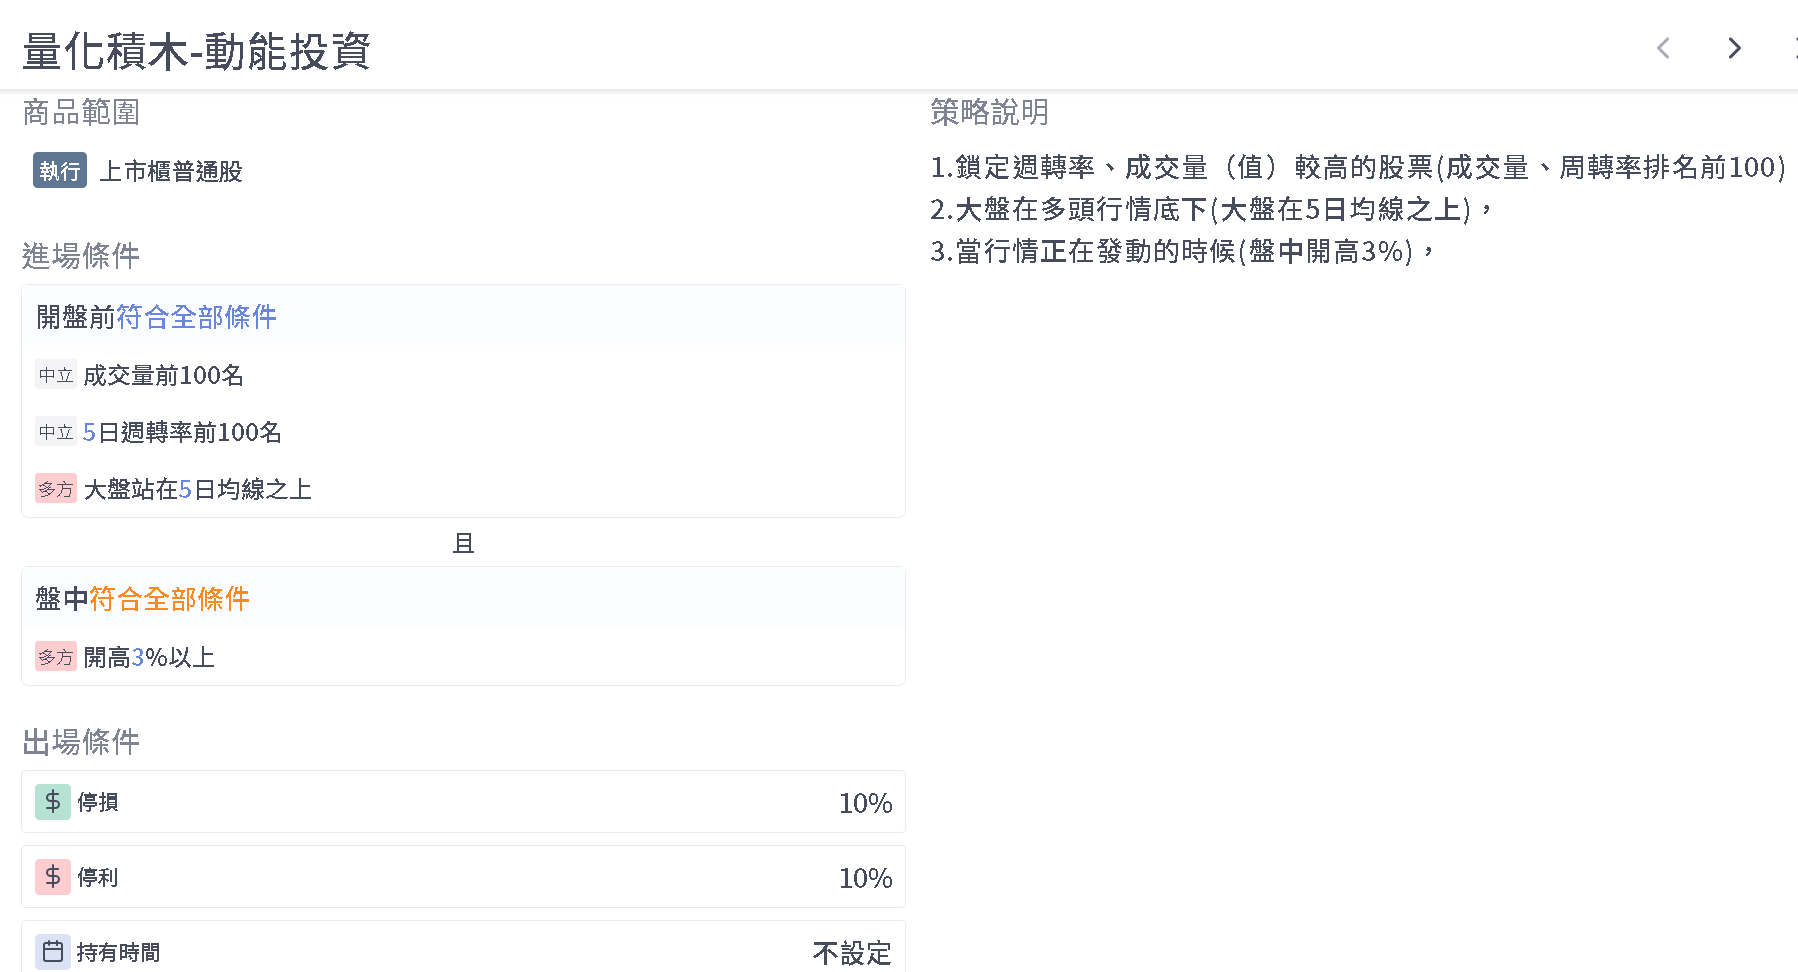 量化積木-動能投資
商品範圍
執行 上市櫃普通股
進場條件
開盤前符合全部條件
中立 成交量前100名
中立 5日週轉率前100名
多方 大盤站在5日均線之上
且
盤中符合全部條件
多方 開高3%以上
出場條件
$ 停損 10%
$ 停利 10%
持有時間 不設定
策略說明
1.鎖定週轉率、成交量（值）較高的股票(成交量、周轉率排名前100)
2.大盤在多頭行情底下(大盤在5日均線之上)，
3.當行情正在發動的時候(盤中開高3%)，